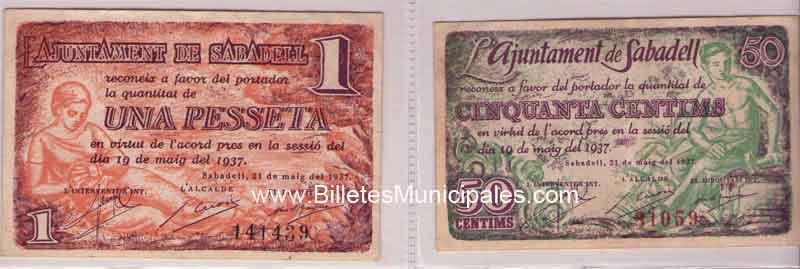 L'AJUNTAMENT DE SABADELL
1
reconeix a favor del portador
la quantitat de
UNA PESSETA
en virtut de l'acord pres en la sessió del
dia 19 de maig del 1937.
Sabadell, 21 de maig del 1937.
L'INTERVENTOR INT.
L'ALCALDE
1
141439
L'Ajuntament de Sabadell
50
reconeix a favor del portador la quantitat de
CINQUANTA CENTIMS
en virtut de l'acord pres en la sessió del
dia 19 de maig del 1937.
Sabadell, 21 de maig del 1937.
L'INTERVENTOR INT.
L'ALCALDE
50
CENTIMS
91059
www.BilletesMunicipales.com